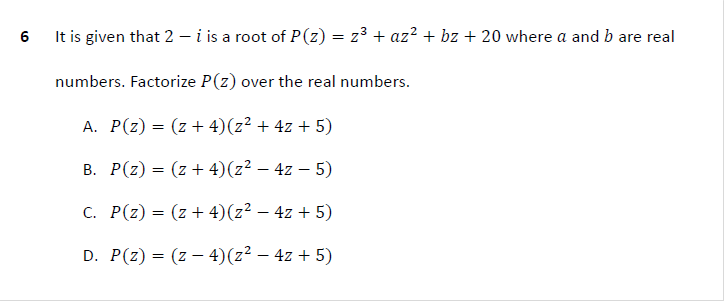 6 It is given that 2 − i is a root of P(z) = z³ + az² + bz + 20 where a and b are real
numbers. Factorize P(z) over the real numbers.
A. P(z) = (z + 4)(z² + 4z + 5)
B. P(z) = (z + 4)(z² − 4z − 5)
C. P(z) = (z + 4)(z² − 4z + 5)
D. P(z) = (z − 4)(z² − 4z + 5)